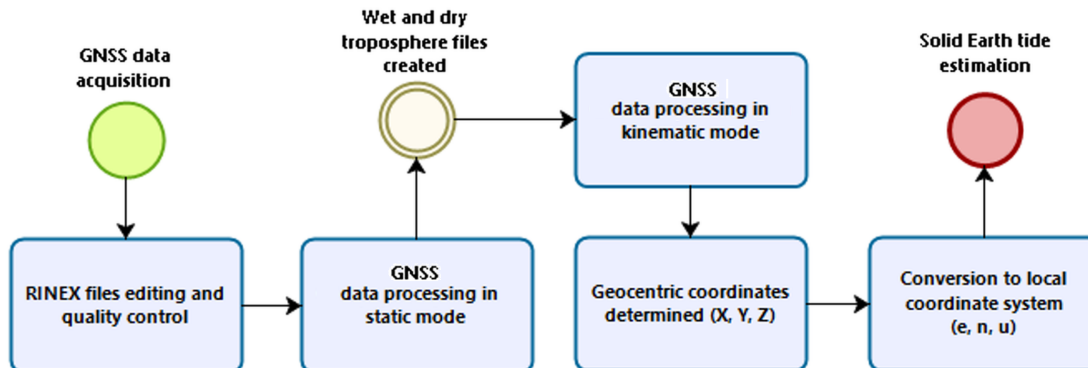 GNSS data
acquisition
RINEX files editing and
quality control
GNSS
data processing in
static mode
Wet and dry
troposphere files
created
GNSS
data processing in
kinematic mode
Geocentric coordinates
determined (X, Y, Z)
Conversion to local
coordinate system
(e, n, u)
Solid Earth tide
estimation